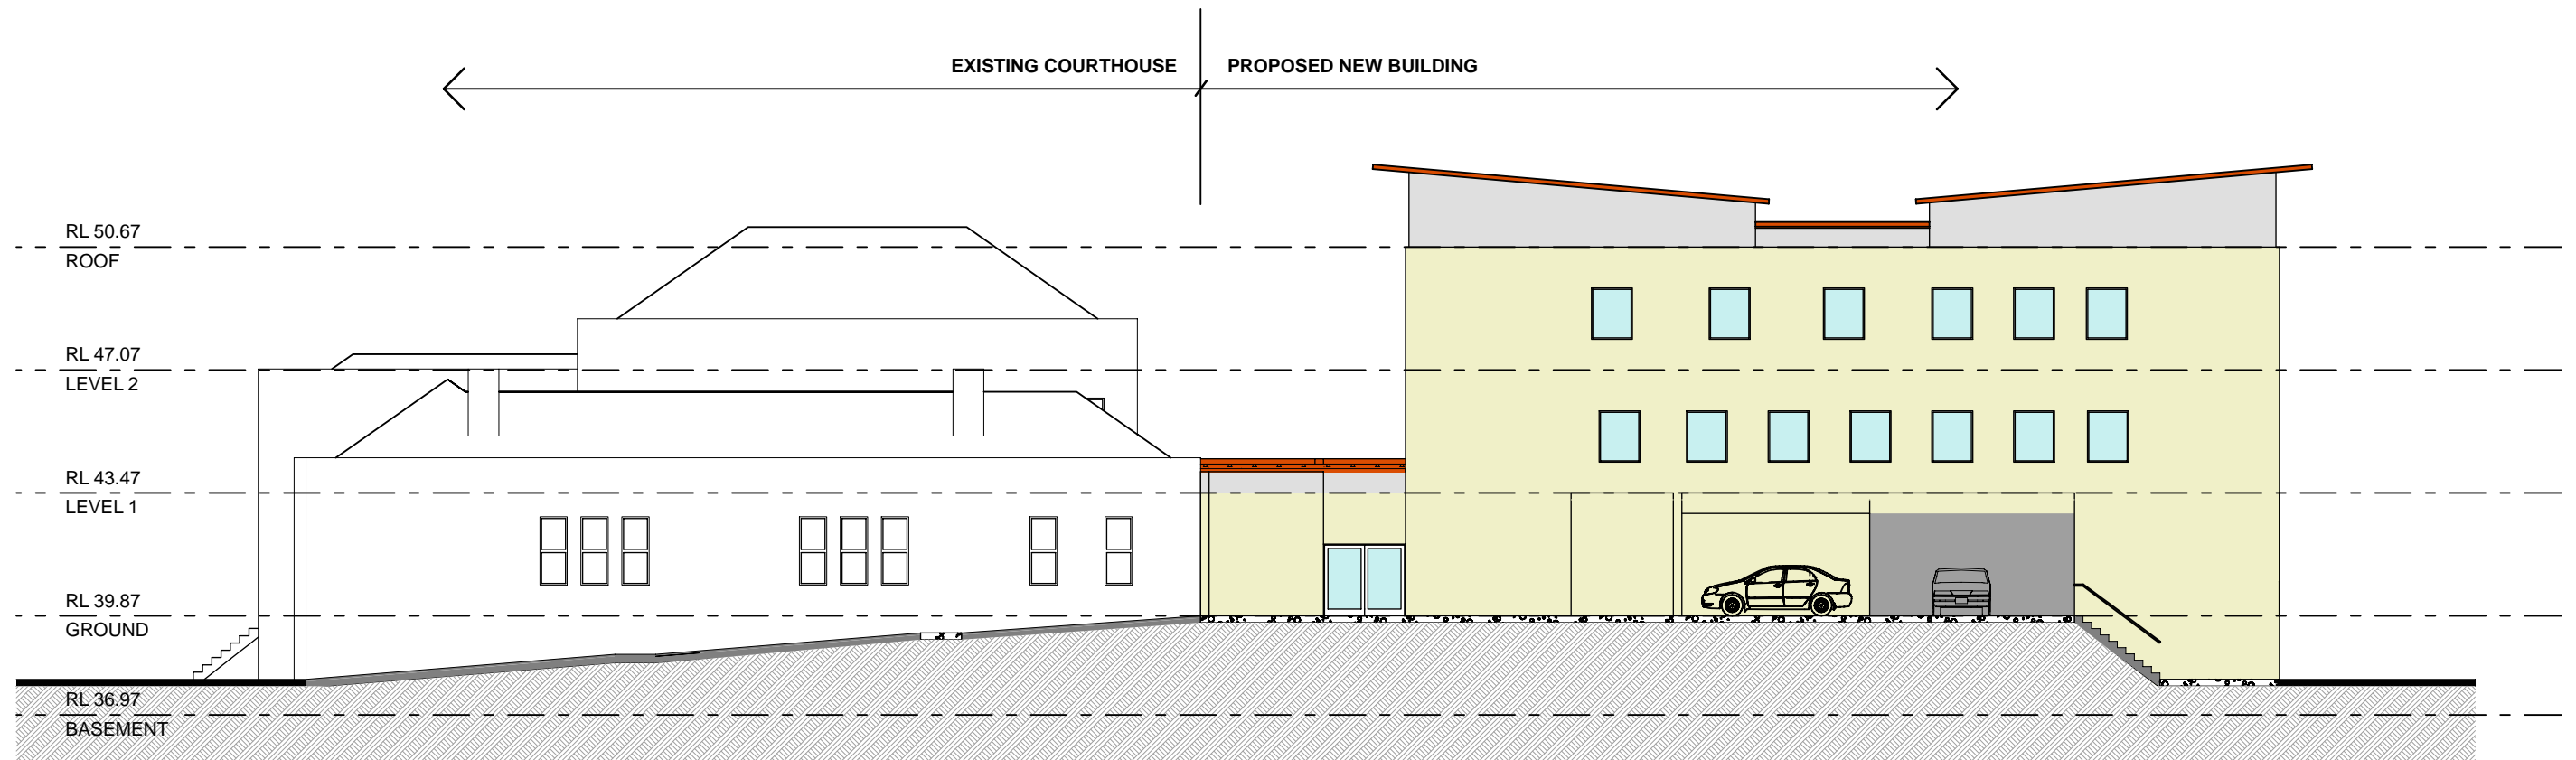 EXISTING COURTHOUSE
PROPOSED NEW BUILDING
RL 50.67
ROOF
RL 47.07
LEVEL 2
RL 43.47
LEVEL 1
RL 39.87
GROUND
RL 36.97
BASEMENT